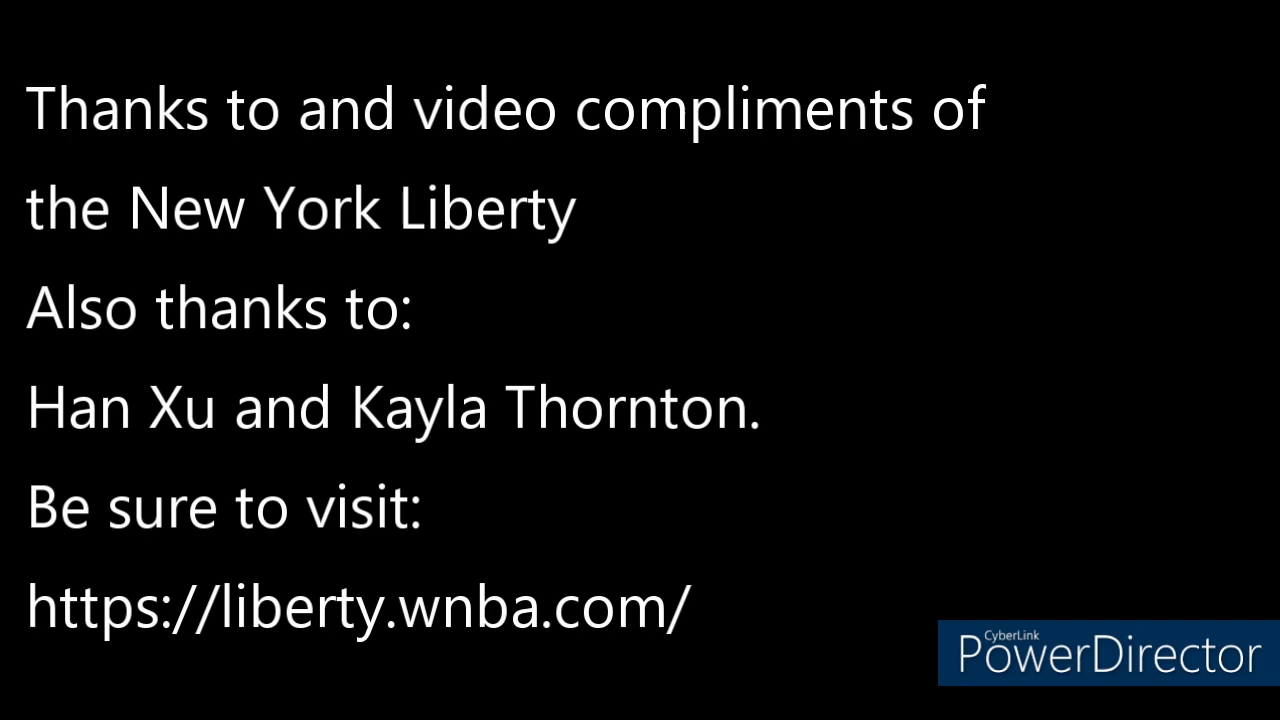 Thanks to and video compliments of
the New York Liberty
Also thanks to:
Han Xu and Kayla Thornton.
Be sure to visit:
https://liberty.wnba.com/
CyberLink
PowerDirector